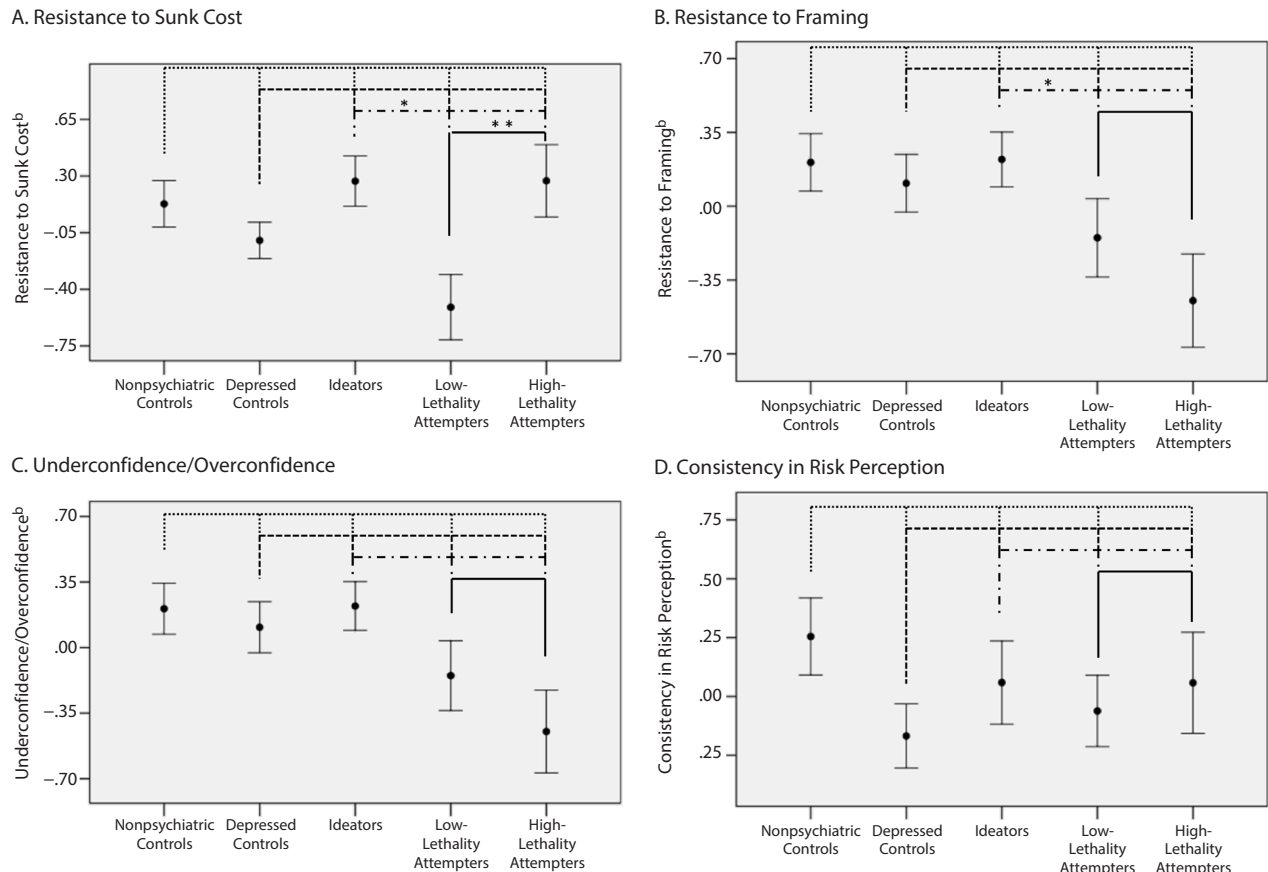 A. Resistance to Sunk Cost
Resistance to Sunk Costb
.65
.30
−.05
−.40
−.75
*
* *
Nonpsychiatric
Controls
Depressed
Controls
Ideators
Low-
Lethality
Attempters
High-
Lethality
Attempters
B. Resistance to Framing
Resistance to Framingb
.70
.35
.00
−.35
−.70
*
Nonpsychiatric
Controls
Depressed
Controls
Ideators
Low-
Lethality
Attempters
High-
Lethality
Attempters
C. Underconfidence/Overconfidence
Underconfidence/Overconfidenceb
.70
.35
.00
−.35
−.70
Nonpsychiatric
Controls
Depressed
Controls
Ideators
Low-
Lethality
Attempters
High-
Lethality
Attempters
D. Consistency in Risk Perception
Consistency in Risk Perceptionb
.75
.50
.25
.00
.25
Nonpsychiatric
Controls
Depressed
Controls
Ideators
Low-
Lethality
Attempters
High-
Lethality
Attempters